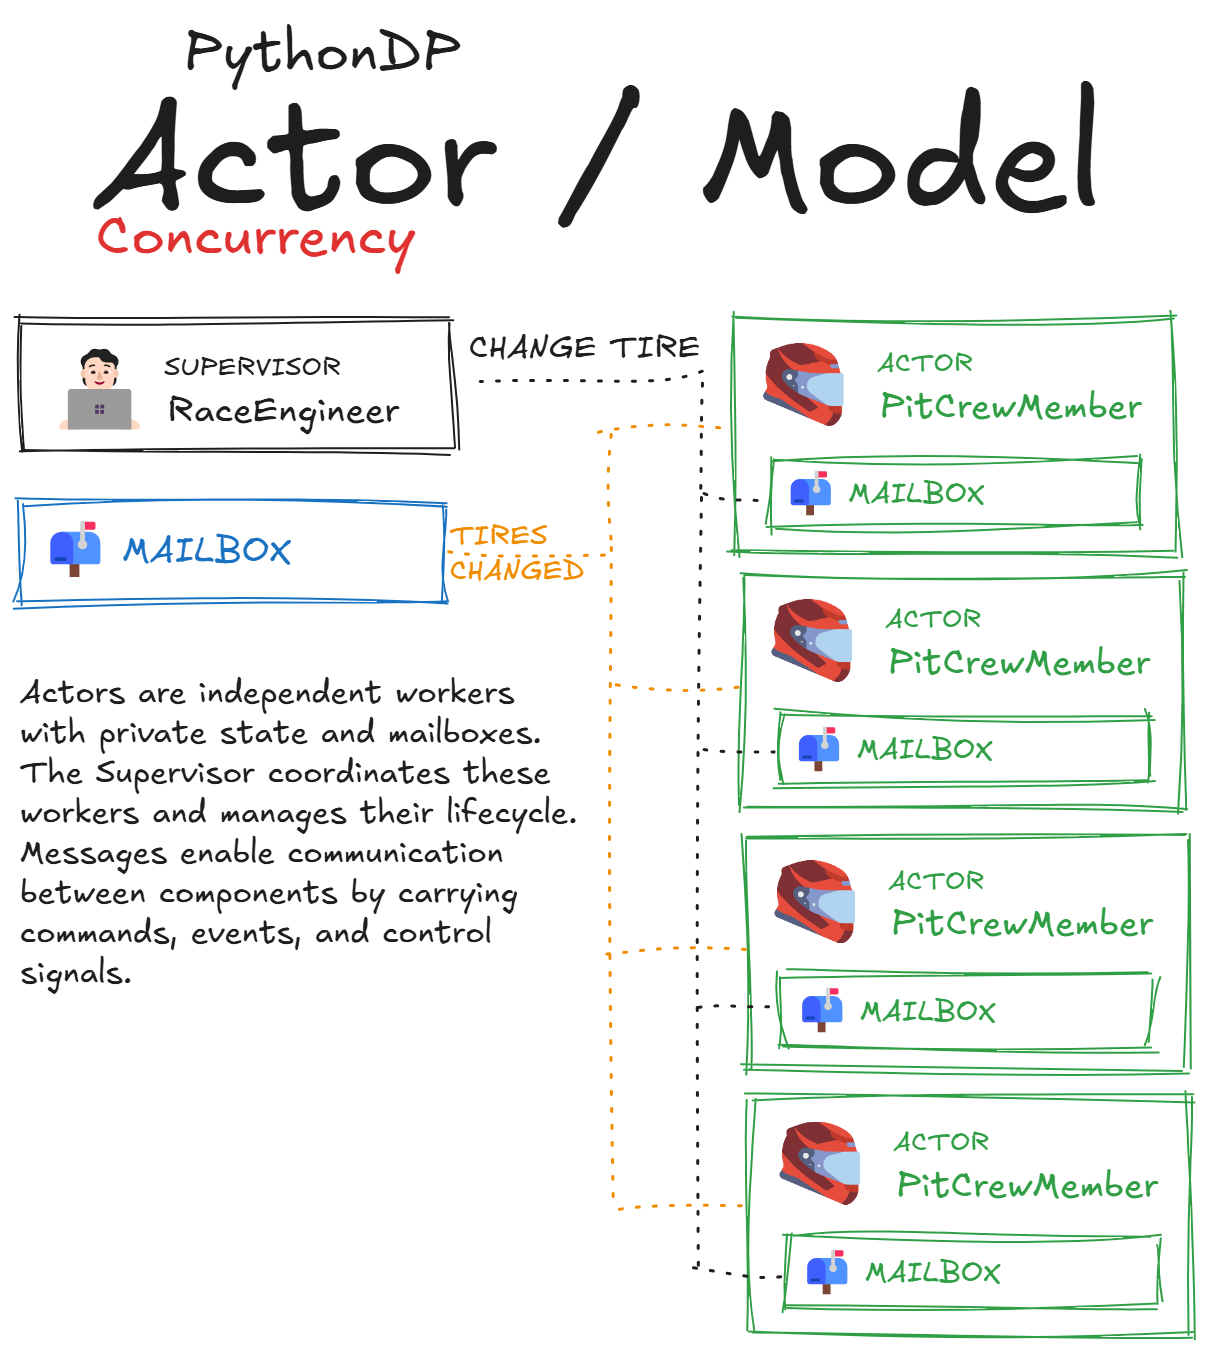 PythonDP
Actor / Model
Concurrency
SUPERVISOR
RaceEngineer
MAILBOX
CHANGE TIRE
TIRES
CHANGED
Actors are independent workers
with private state and mailboxes.
The Supervisor coordinates these
workers and manages their lifecycle.
Messages enable communication
between components by carrying
commands, events, and control
signals.
ACTOR
PitCrewMember
MAILBOX
ACTOR
PitCrewMember
MAILBOX
ACTOR
PitCrewMember
MAILBOX
ACTOR
PitCrewMember
MAILBOX